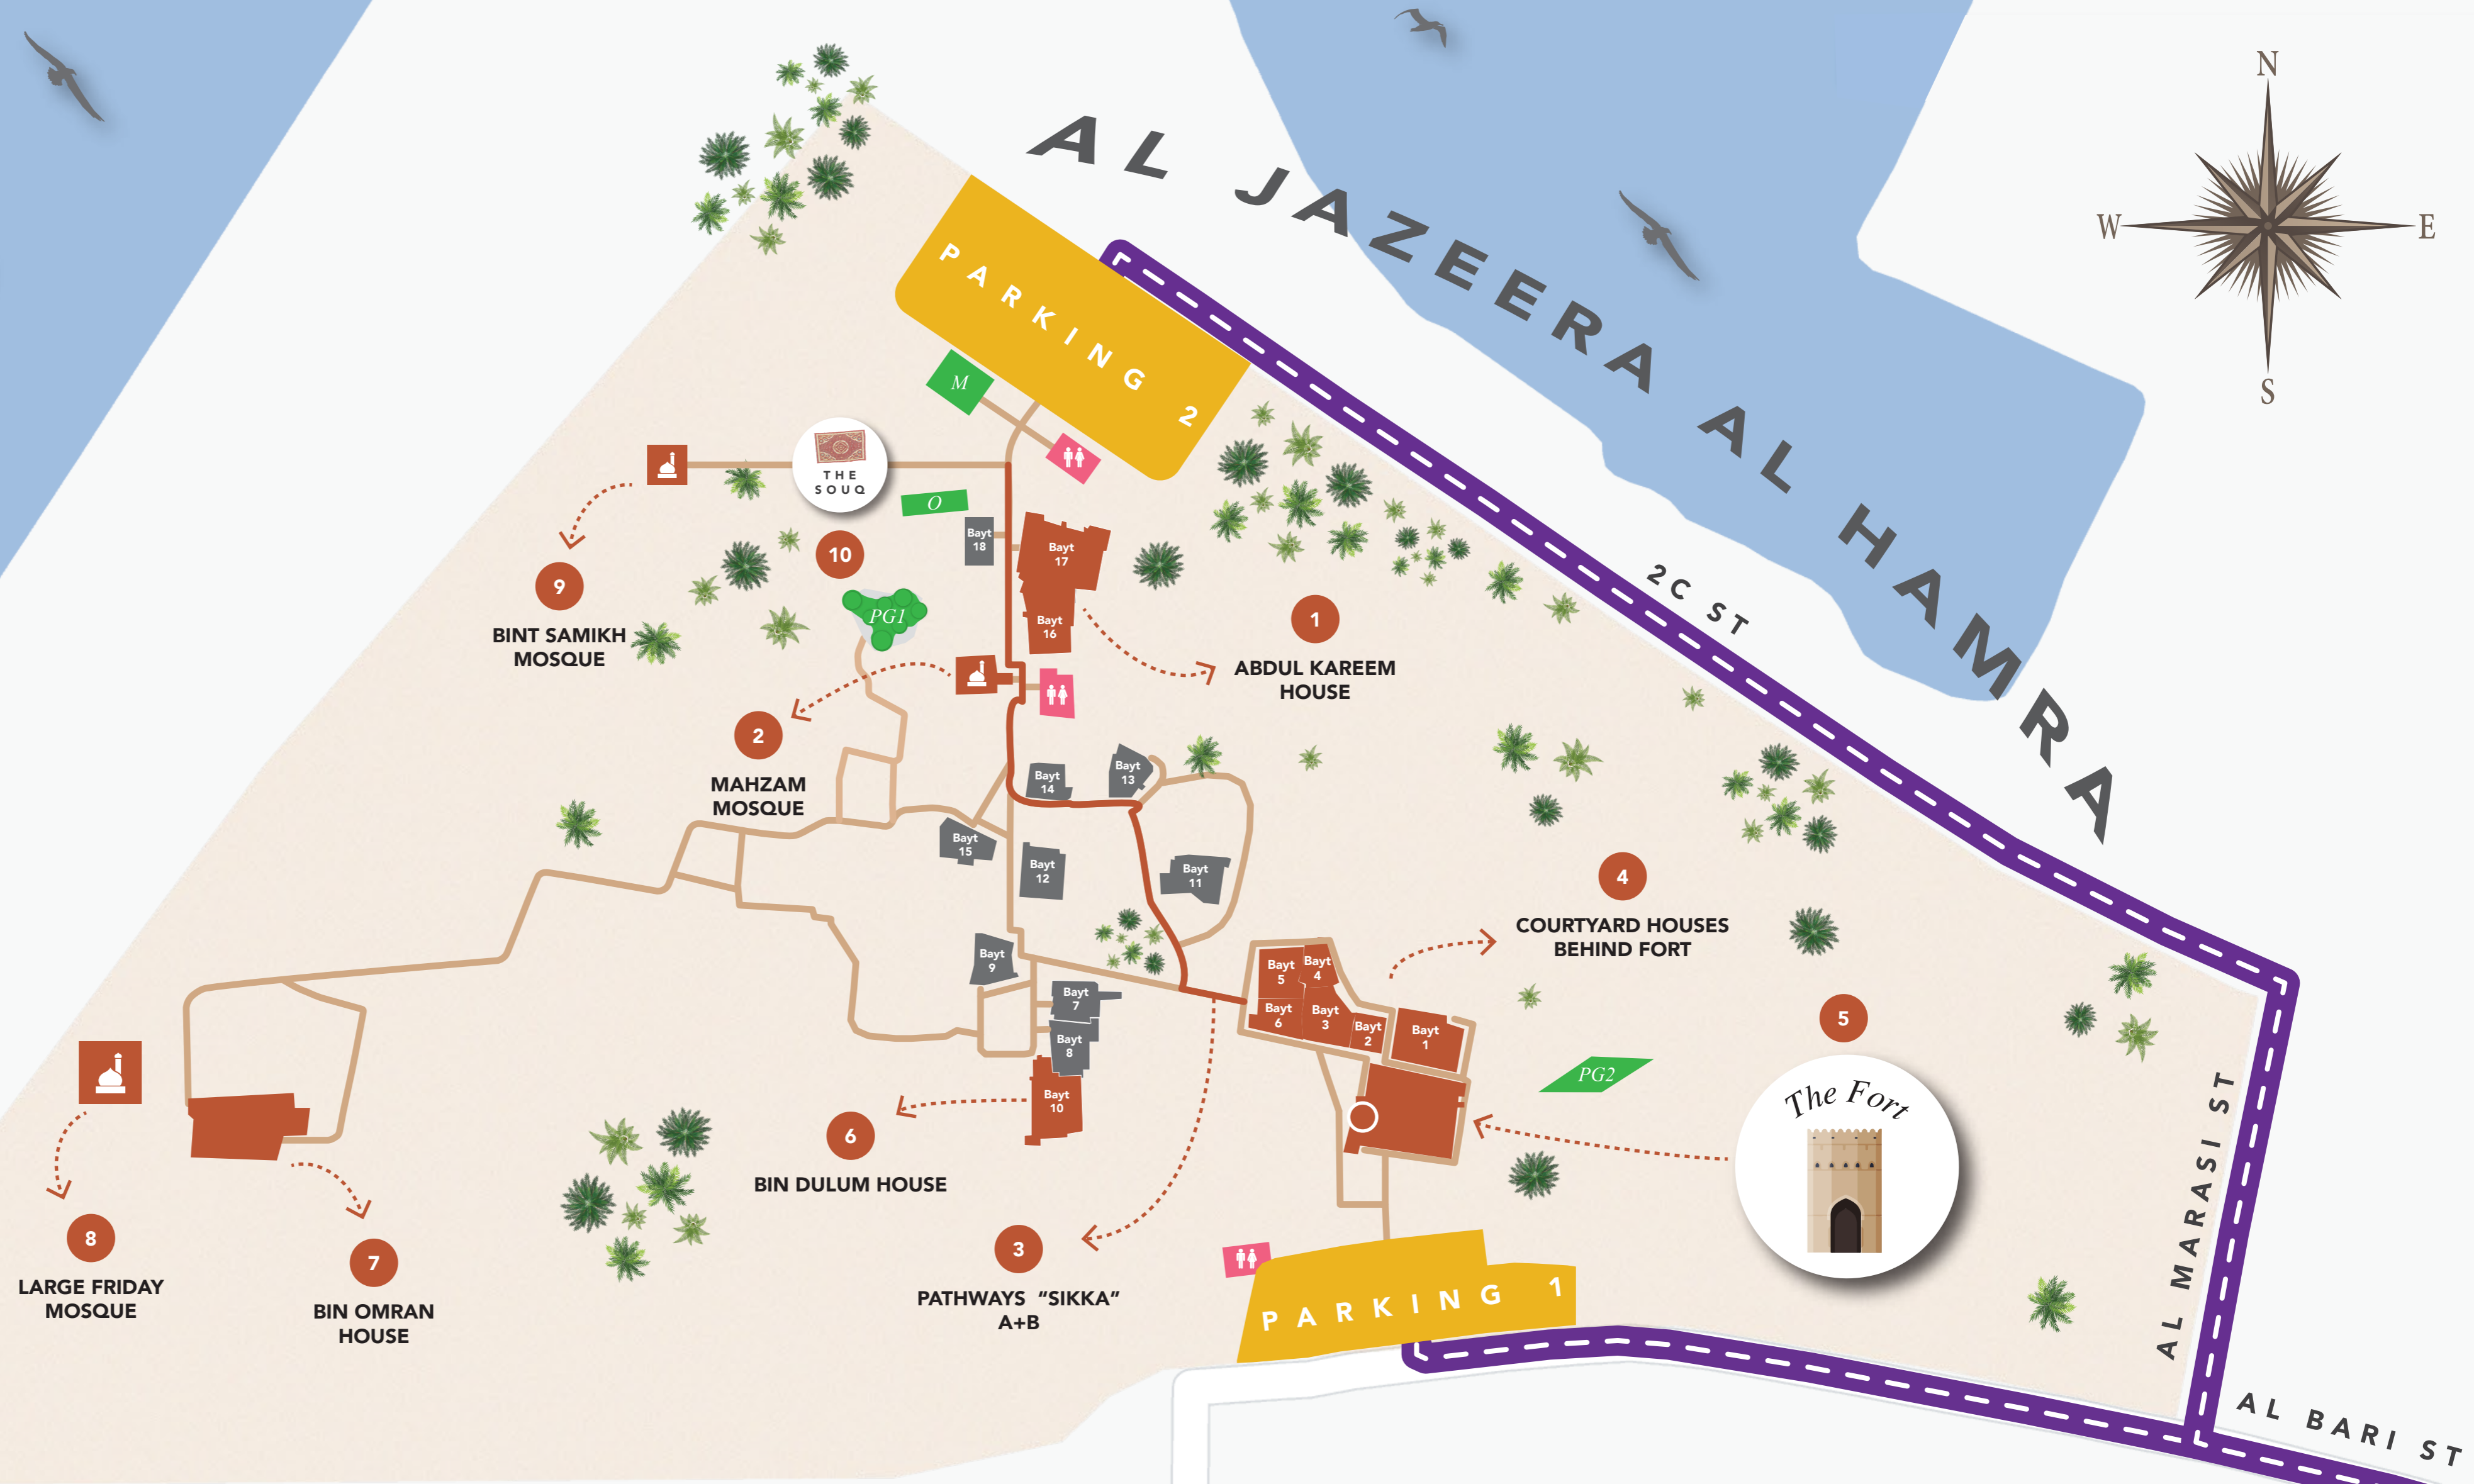 N
W
E
S
AL JAZEERA AL HAMRA
PARKING 2
M
THE
SOUQ
O
Bayt
18
Bayt
17
10
9
BINT SAMIKH
MOSQUE
PG1
Bayt
16
1
ABDUL KAREEM
HOUSE
2C ST
2
MAHZAM
MOSQUE
Bayt
14
Bayt
13
Bayt
15
Bayt
12
Bayt
11
4
COURTYARD HOUSES
BEHIND FORT
Bayt
9
Bayt
5
Bayt
4
Bayt
7
Bayt
6
Bayt
3
Bayt
2
Bayt
1
5
Bayt
8
PG2
The Fort
Bayt
10
6
BIN DULUM HOUSE
AL MARASI ST
8
LARGE FRIDAY
MOSQUE
7
BIN OMRAN
HOUSE
3
PATHWAYS "SIKKA"
A+B
PARKING 1
AL BARI ST